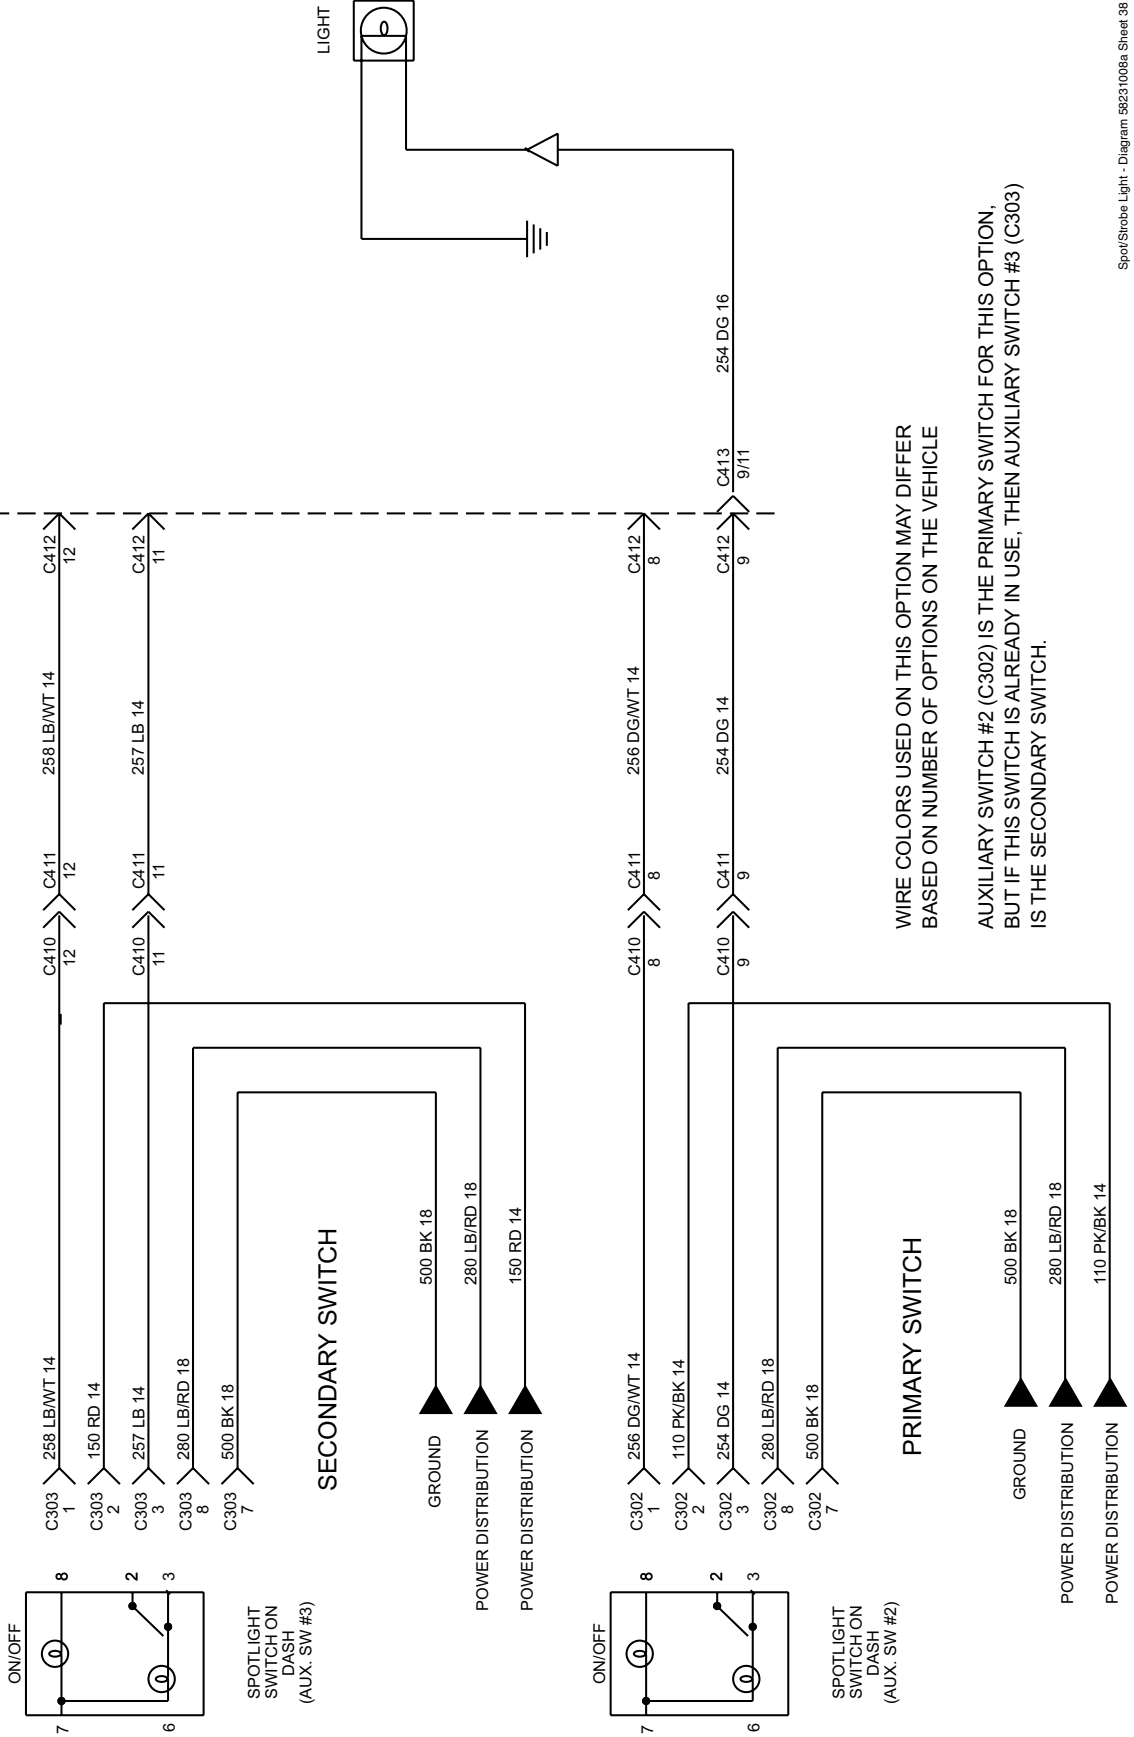 LIGHT
C412
12
C412
11
C412
8
C412
9
C413
9/11
254 DG 16
258 LB/WT 14
257 LB 14
256 DG/WT 14
254 DG 14
C411
12
C411
11
C411
8
C411
9
C410
12
C410
11
C410
8
C410
9
ON/OFF
8
2
3
7
6
SPOTLIGHT
SWITCH ON
DASH
(AUX. SW #3)
C303
1
258 LB/WT 14
C303
2
150 RD 14
C303
3
257 LB 14
C303
8
280 LB/RD 18
C303
7
500 BK 18
SECONDARY SWITCH
GROUND
500 BK 18
POWER DISTRIBUTION
280 LB/RD 18
POWER DISTRIBUTION
150 RD 14
ON/OFF
8
2
3
7
6
SPOTLIGHT
SWITCH ON
DASH
(AUX. SW #2)
C302
1
256 DG/WT 14
C302
2
110 PK/BK 14
C302
3
254 DG 14
C302
8
280 LB/RD 18
C302
7
500 BK 18
PRIMARY SWITCH
GROUND
500 BK 18
POWER DISTRIBUTION
280 LB/RD 18
POWER DISTRIBUTION
110 PK/BK 14
WIRE COLORS USED ON THIS OPTION MAY DIFFER
BASED ON NUMBER OF OPTIONS ON THE VEHICLE
AUXILIARY SWITCH #2 (C302) IS THE PRIMARY SWITCH FOR THIS OPTION,
BUT IF THIS SWITCH IS ALREADY IN USE, THEN AUXILIARY SWITCH #3 (C303)
IS THE SECONDARY SWITCH.
Spot/Strobe Light - Diagram 58231008a Sheet 38